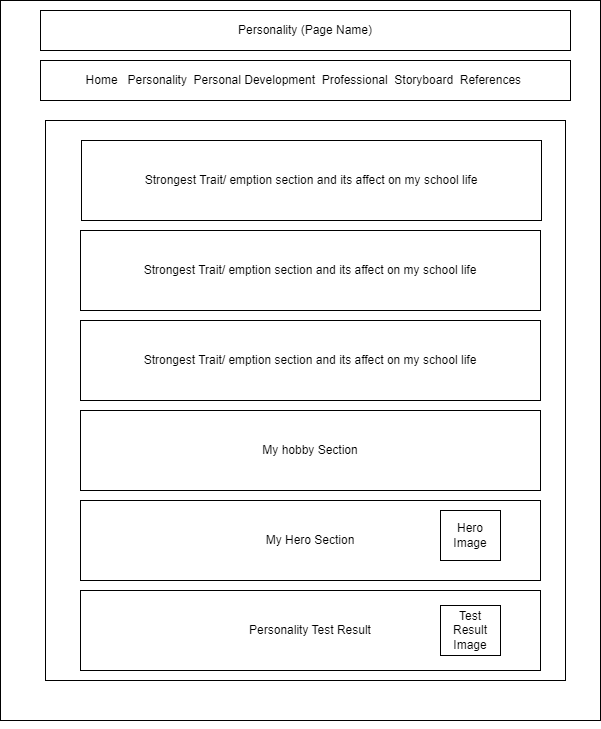 Personality (Page Name)
Home Personality Personal Development Professional Storyboard References
Strongest Trait/ emption section and its affect on my school life
Strongest Trait/ emption section and its affect on my school life
Strongest Trait/ emption section and its affect on my school life
My hobby Section
My Hero Section
Hero
Image
Personality Test Result
Test
Result
Image